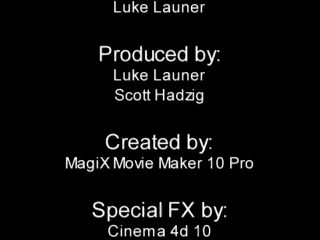 Luke Launer
Produced by:
Luke Launer
Scott Hadzig
Created by:
MagiX Movie Maker 10 Pro
Special FX by:
Cinema 4d 10